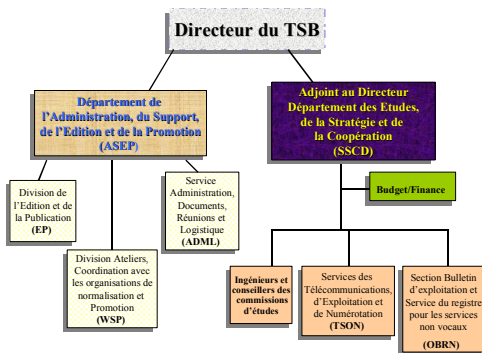 Directeur du TSB
Département de
l'Administration, du Support,
de l'Edition et de la Promotion
(ASEP)
Adjoint au Directeur
Département des Etudes,
de la Stratégie et de
la Coopération
(SSCD)
Division de
l'Edition et de
la Publication
(EP)
Service
Administration,
Documents,
Réunions et
Logistique
(ADML)
Budget/Finance
Division Ateliers,
Coordination avec
les organisations de
normalisation et
Promotion
(WSP)
Ingénieurs et
conseillers des
commissions
d'études
Services des
Télécommunications,
d'Exploitation et
de Numérotation
(TSON)
Section Bulletin
d'exploitation et
Service du registre
pour les services
non vocaux
(OBRN)